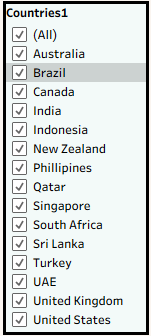 Countries1
(All)
Australia
Brazil
Canada
India
Indonesia
New Zealand
Phillipines
Qatar
Singapore
South Africa
Sri Lanka
Turkey
UAE
United Kingdom
United States